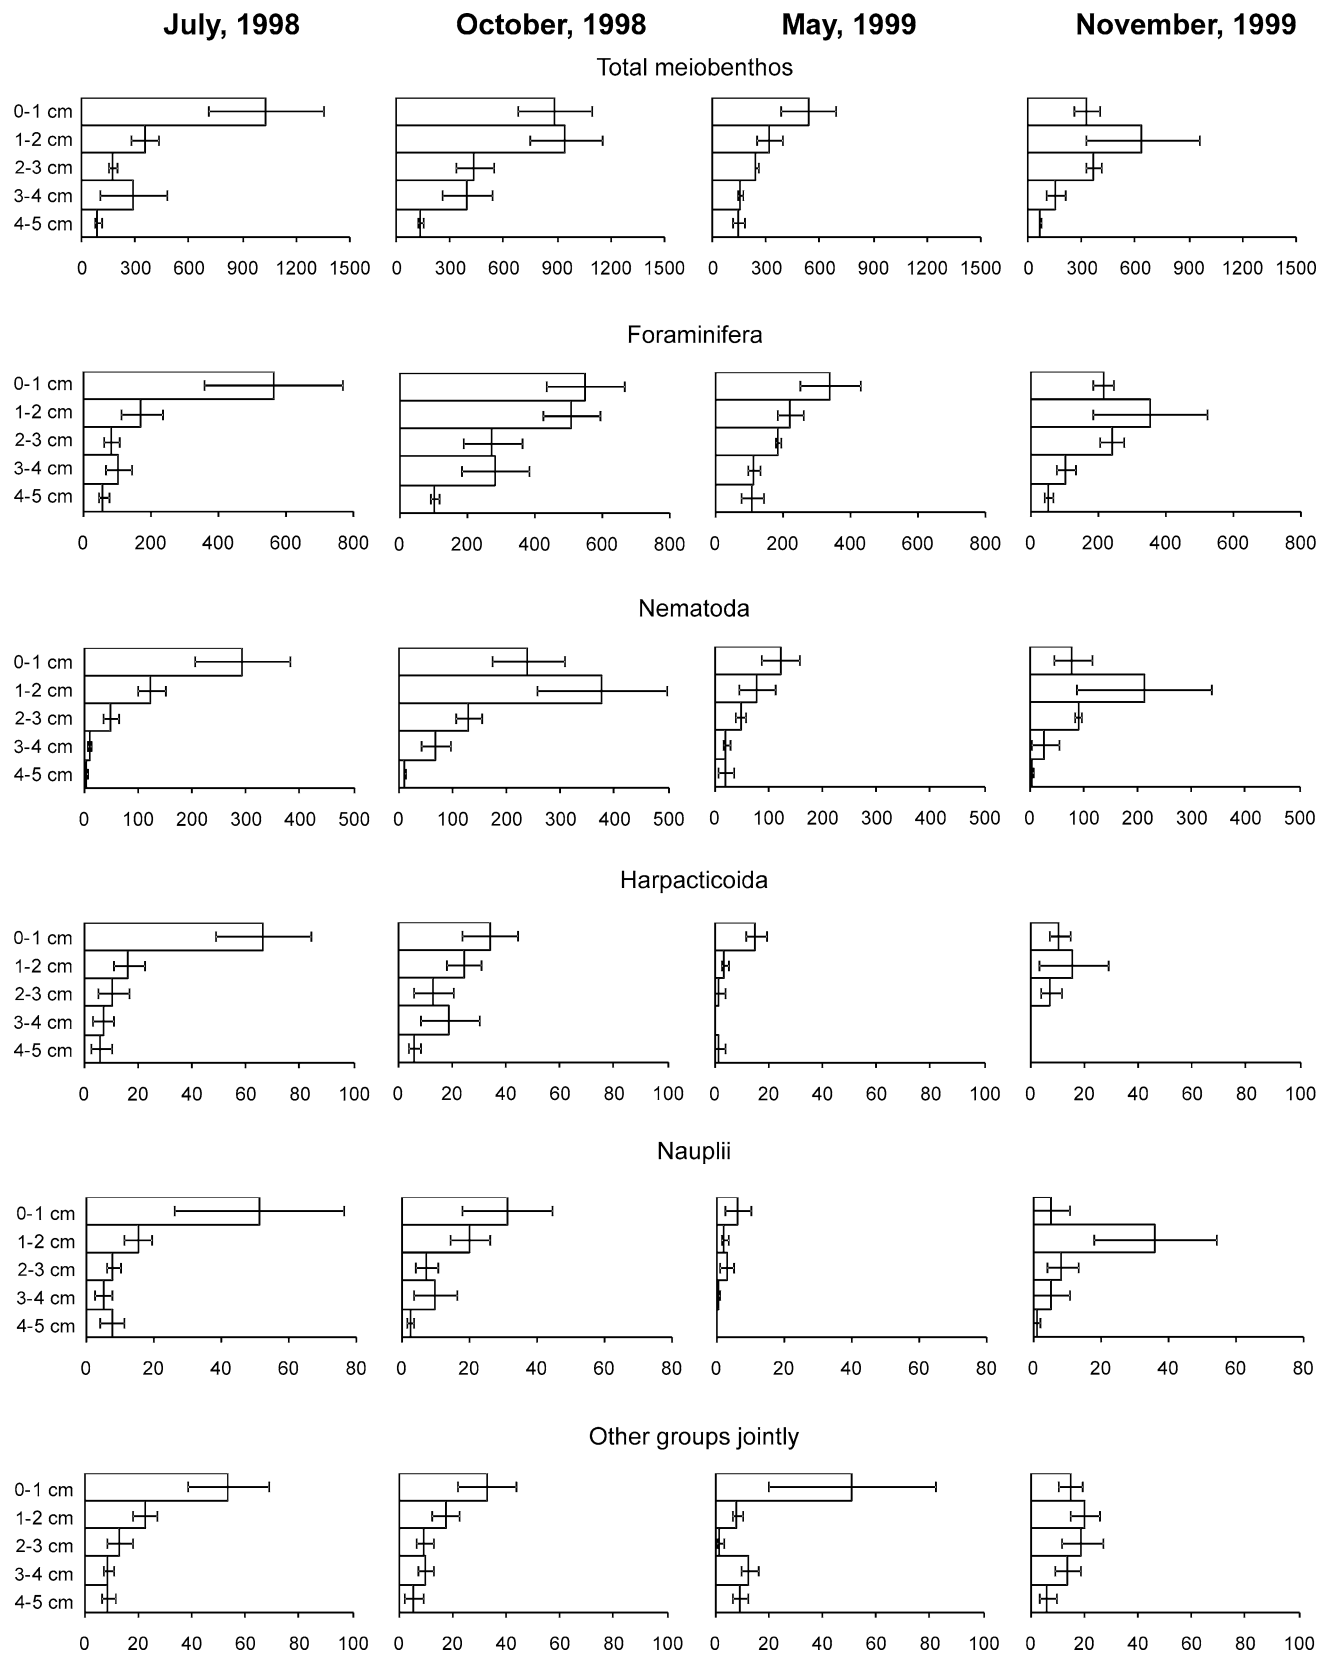 July, 1998 October, 1998 May, 1999 November, 1999
Total meiobenthos
0-1 cm
1-2 cm
2-3 cm
3-4 cm
4-5 cm
0 300 600 900 1200 1500 0 300 600 900 1200 1500 0 300 600 900 1200 1500 0 300 600 900 1200 1500
Foraminifera
0-1 cm
1-2 cm
2-3 cm
3-4 cm
4-5 cm
0 200 400 600 800 0 200 400 600 800 0 200 400 600 800 0 200 400 600 800
Nematoda
0-1 cm
1-2 cm
2-3 cm
3-4 cm
4-5 cm
0 100 200 300 400 500 0 100 200 300 400 500 0 100 200 300 400 500 0 100 200 300 400 500
Harpacticoida
0-1 cm
1-2 cm
2-3 cm
3-4 cm
4-5 cm
0 20 40 60 80 100 0 20 40 60 80 100 0 20 40 60 80 100 0 20 40 60 80 100
Nauplii
0-1 cm
1-2 cm
2-3 cm
3-4 cm
4-5 cm
0 20 40 60 80 0 20 40 60 80 0 20 40 60 80 0 20 40 60 80
Other groups jointly
0-1 cm
1-2 cm
2-3 cm
3-4 cm
4-5 cm
0 20 40 60 80 100 0 20 40 60 80 100 0 20 40 60 80 100 0 20 40 60 80 100